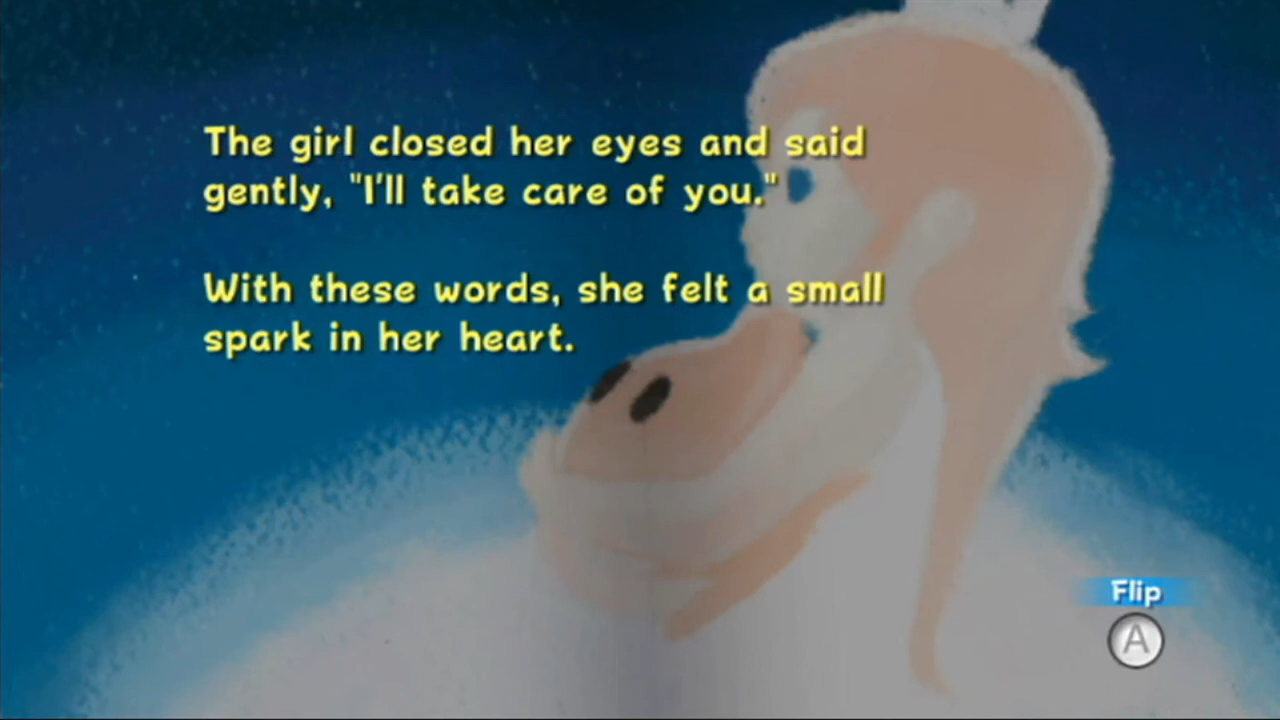 The girl closed her eyes and said
gently, "I'll take care of you."
With these words, she felt a small
spark in her heart.
Flip
A